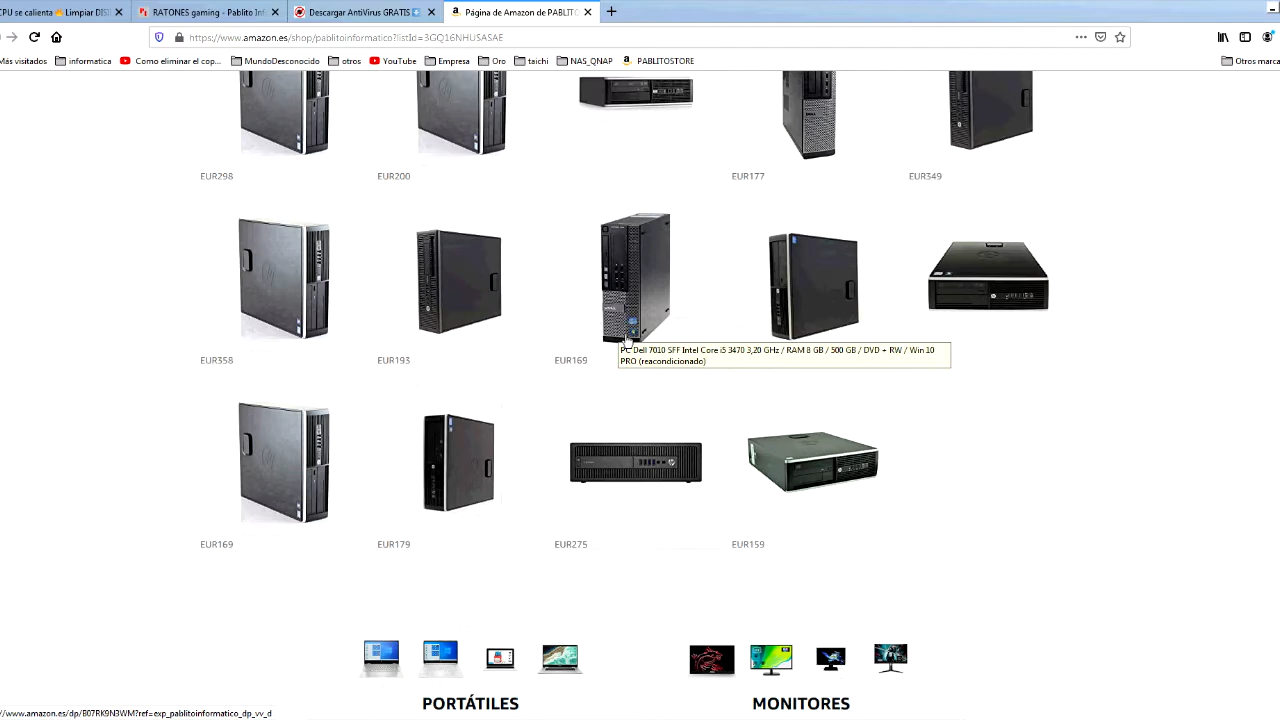 CPU se calienta 🔥 Limpiar DISI
RATONES gaming - Pablito Inf
Descargar AntiVirus GRATIS
Página de Amazon de PABLITO
https://www.amazon.es/shop/pablitoinformatico?listId=3GQ16NHUSASAE
Más visitados
informatica
Como eliminar el cop...
MundoDesconocido
otros
YouTube
Empresa
Oro
taichi
NAS_QNAP
PABLITOSTORE
Otros marca
EUR298
EUR200
EUR177
EUR349
EUR358
EUR193
EUR169
PC Dell 7010 SFF Intel Core i5 3470 3,20 GHz / RAM 8 GB / 500 GB / DVD + RW / Win 10
PRO (reacondicionado)
EUR169
EUR179
EUR275
EUR159
PORTÁTILES
MONITORES
//www.amazon.es/dp/B07RK9N3WM?ref=exp_pablitoinformatico_dp_vv_d